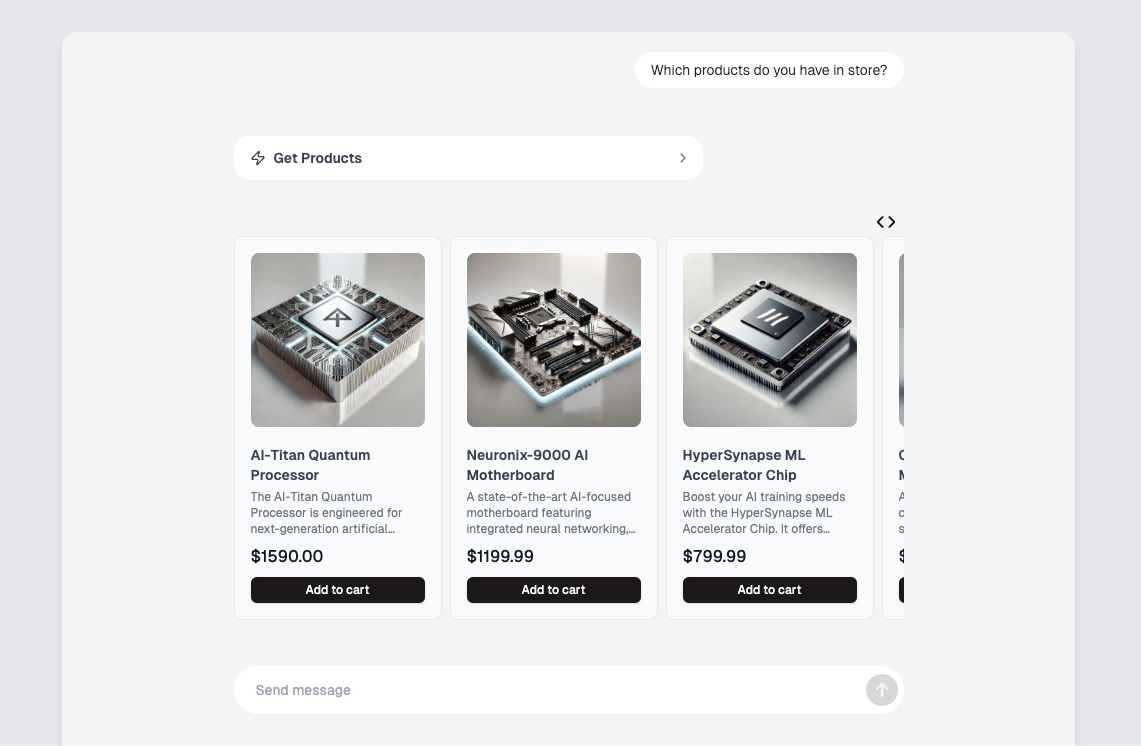 Which products do you have in store?
Get Products
AI-Titan Quantum
Processor
The AI-Titan Quantum
Processor is engineered for
next-generation artificial...
$1590.00
Add to cart
Neuronix-9000 AI
Motherboard
A state-of-the-art AI-focused
motherboard featuring
integrated neural networking,...
$1199.99
Add to cart
HyperSynapse ML
Accelerator Chip
Boost your AI training speeds
with the HyperSynapse ML
Accelerator Chip. It offers...
$799.99
Add to cart
Send message